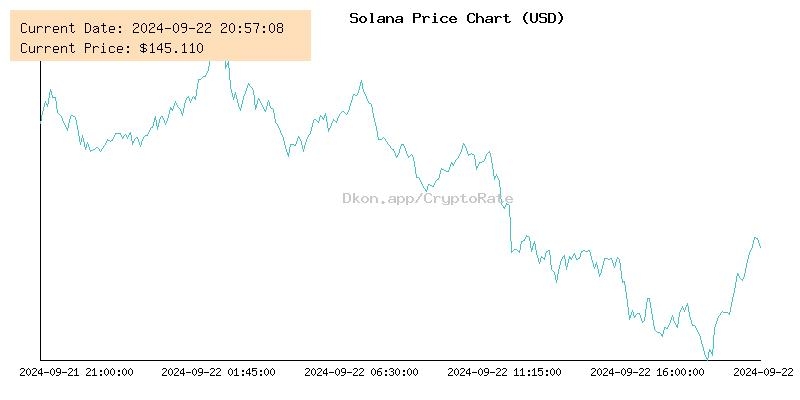 Solana Price Chart (USD)
Current Date: 2024-09-22 20:57:08
Current Price: $145.110
Dkon.app/CryptoRate
2024-09-21 21:00:00 2024-09-22 01:45:00 2024-09-22 06:30:00 2024-09-22 11:15:00 2024-09-22 16:00:00 2024-09-22